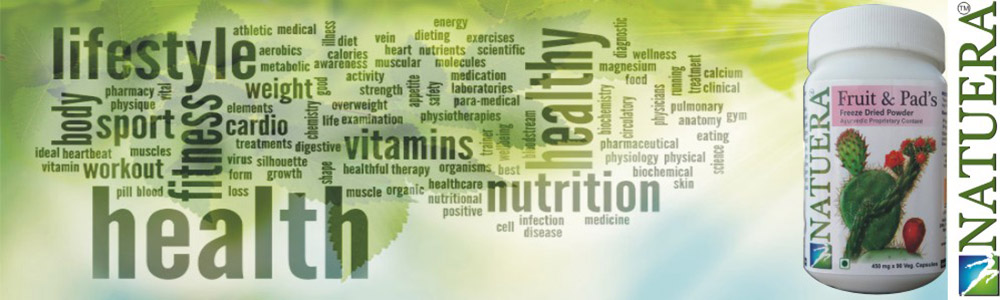 lifestyle
athletic medical
illness
energy
vein dieting exercises
diet heart nutrients scientific
calories
aerobics
metabolic awareness muscular molecules
body
pharmacy vital
physique
fitness
weight
god
activity
strength
appetite
safety
medication
laboratories
para-medical
healthy
diagnostic
wellness
magnesium
food
running
treatment
calcium
clinical
sport
elements
cardio
treatments
chemistry
overweight
life examination
physiotherapies
digestive
vitamins
trainer
wellbeing
bloodstream
biochemistry
circulatory
physicians
pulmonary
anatomy gym
eating
science
ideal heartbeat muscles
vitamin workout
virus silhouette
form growth
loss
pill blood
shape
healthful therapy organisms best
muscle organic healthcare
nutritional
positive
nutrition
pharmaceutical
physiology physical
biochemical
skin
cell infection medicine
disease
health
NATUERA
Fruit & Pad's
Freeze Dried Powder
Ayurvedic Proprietary Contane
450 mg x 90 Veg. Capsules
NATUERA
TM